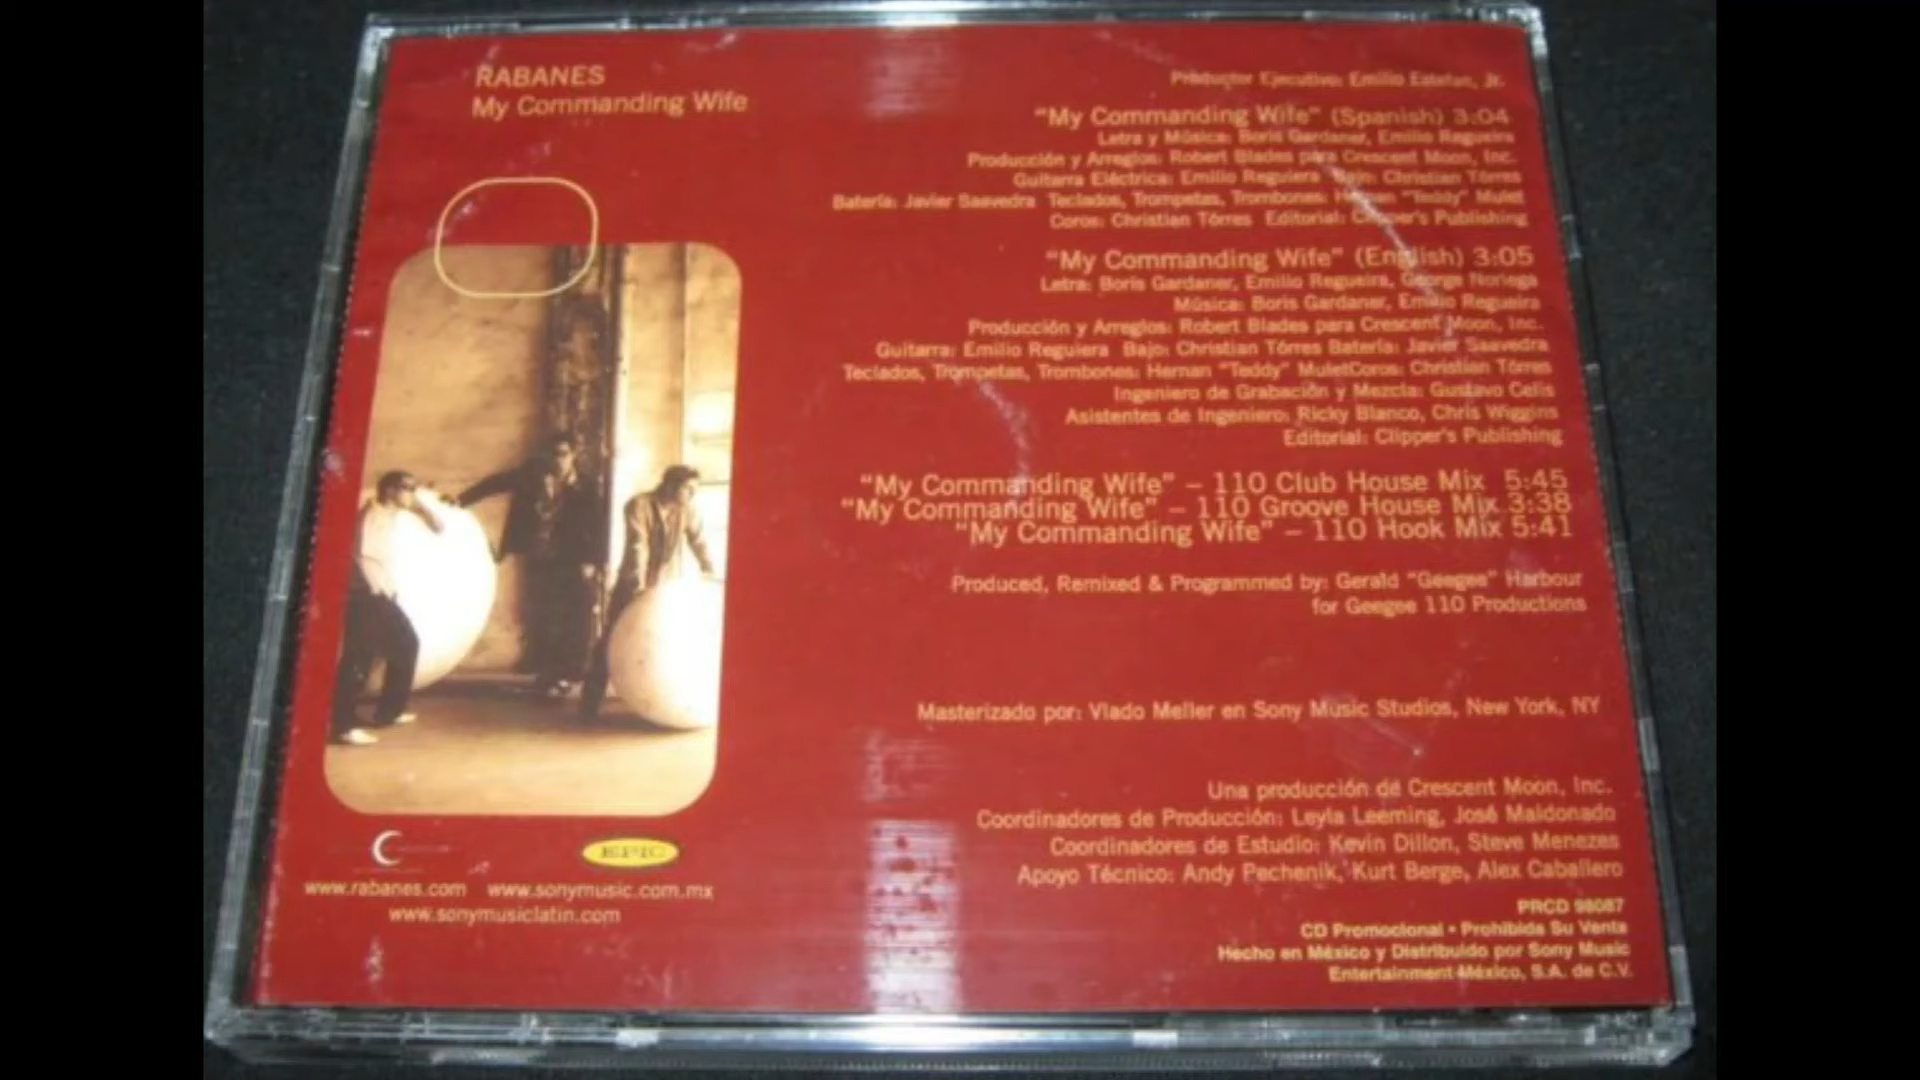 RABANES
My Commanding Wife
Productor Ejecutivo: Emilio Estefan, Jr.
"My Commanding Wife" (Spanish) 3:04
Letra y Música: Boris Gardaner, Emilio Regueira
Producción y Arreglos: Robert Blades para Crescent Moon, Inc.
Guitarra Eléctrica: Emilio Reguiera Bajo: Christian Tórres
Batería: Javier Saavedra Teclados, Trompetas, Trombones: Hernan "Teddy" Mulet
Coros: Christian Tórres Editorial: Clipper's Publishing
"My Commanding Wife" (English) 3:05
Letra: Boris Gardaner, Emilio Regueira, George Noriega
Música: Boris Gardaner, Emilio Regueira
Producción y Arreglos: Robert Blades para Crescent Moon, Inc.
Guitarra: Emilio Reguiera Bajo: Christian Tórres Batería: Javier Saavedra
Teclados, Trompetas, Trombones: Hernan "Teddy" MuletCoros: Christian Tórres
Ingeniero de Grabación y Mezcla: Gustavo Celis
Asistentes de Ingeniero: Ricky Blanco, Chris Wiggins
Editorial: Clipper's Publishing
"My Commanding Wife" – 110 Club House Mix 5:45
"My Commanding Wife" – 110 Groove House Mix 3:38
"My Commanding Wife" – 110 Hook Mix 5:41
Produced, Remixed & Programmed by: Gerald "Geegee" Harbour
for Geegee 110 Productions
Masterizado por: Vlado Meller en Sony Music Studios, New York, NY
Una producción de Crescent Moon, Inc.
Coordinadores de Producción: Leyla Leeming, José Maldonado
Coordinadores de Estudio: Kevin Dillon, Steve Menezes
Apoyo Técnico: Andy Pechenik, Kurt Berge, Alex Caballero
EPIC
www.rabanes.com www.sonymusic.com.mx
www.sonymusiclatin.com
PRCD 98087
CD Promocional • Prohibida Su Venta
Hecho en México y Distribuido por Sony Music
Entertainment México, S.A. de C.V.